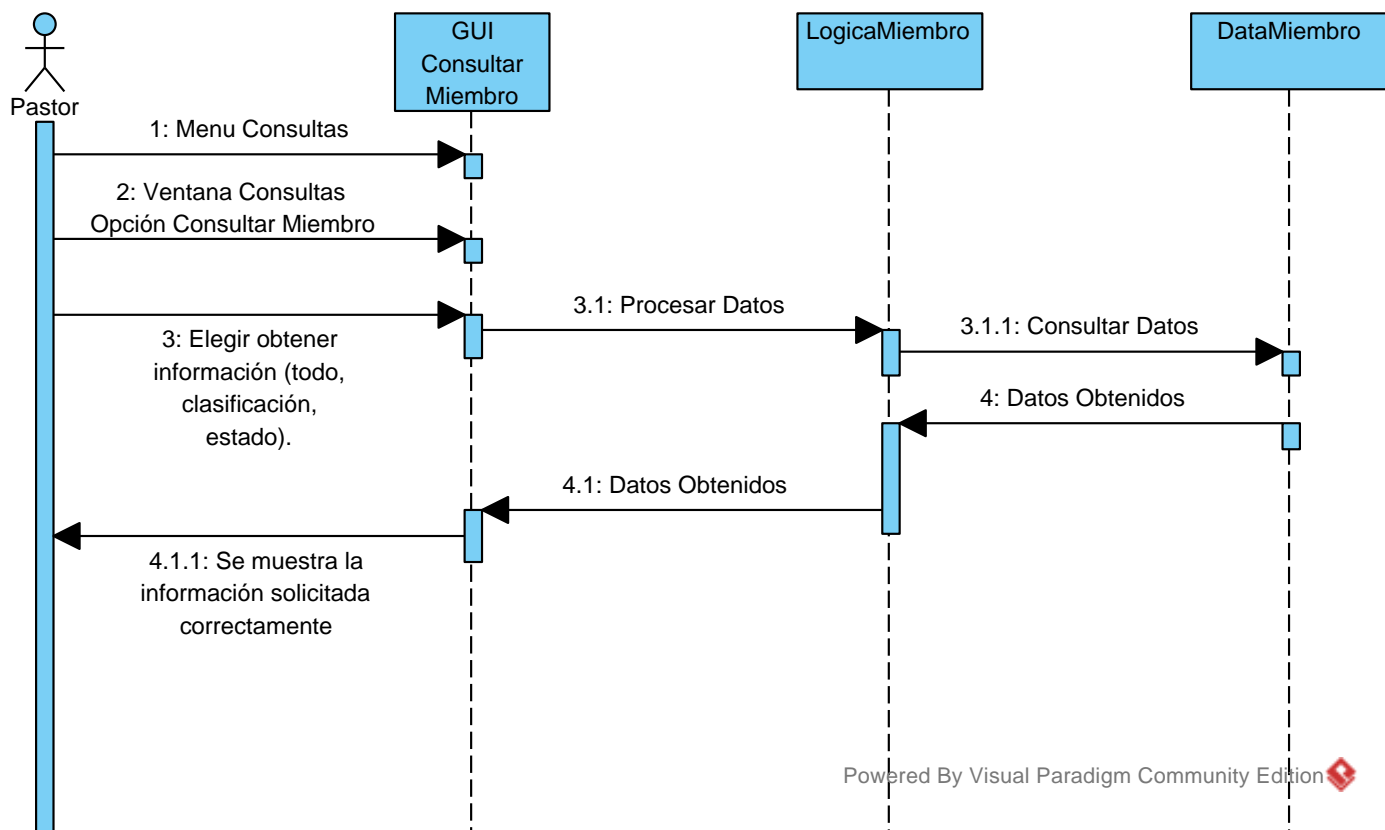 Pastor
GUI
Consultar
Miembro
LogicaMiembro
DataMiembro
1: Menu Consultas
2: Ventana Consultas
Opción Consultar Miembro
3: Elegir obtener
información (todo,
clasificación,
estado).
3.1: Procesar Datos
3.1.1: Consultar Datos
4: Datos Obtenidos
4.1: Datos Obtenidos
4.1.1: Se muestra la
información solicitada
correctamente
Powered By Visual Paradigm Community Edition